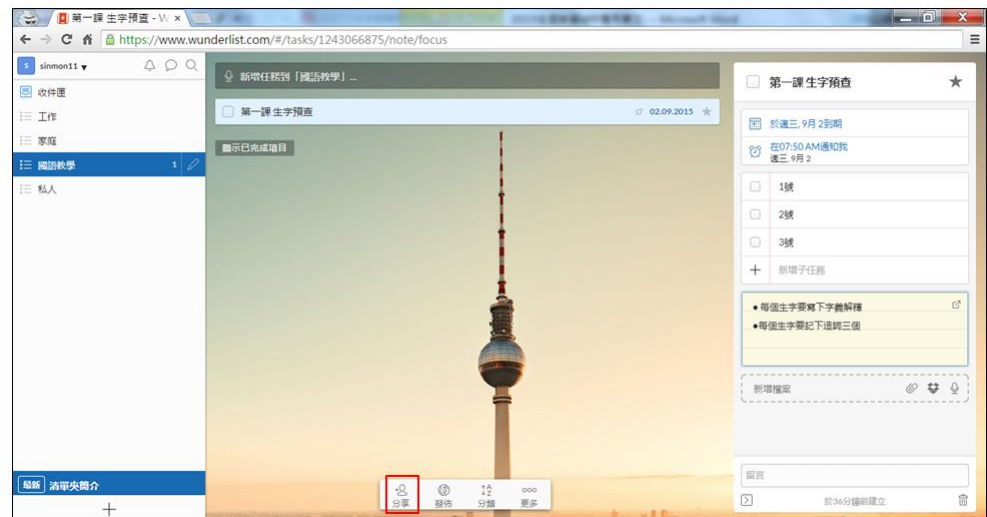 第一課 生字預查 - W
https://www.wunderlist.com/#/tasks/1243066875/note/focus
s sinmon11
收件匣
工作
家庭
國語教學 1
私人
最新 清單夾簡介
新增任務到「國語教學」...
第一課 生字預查 02.09.2015
顯示已完成項目
分享 發佈 分類 更多
第一課 生字預查
於週三, 9月 2到期
在07:50 AM通知我
週三, 9月 2
1號
2號
3號
新增子任務
●每個生字要寫下字義解釋
●每個生字要記下造詞三個
新增檔案
留言
於36分鐘前建立